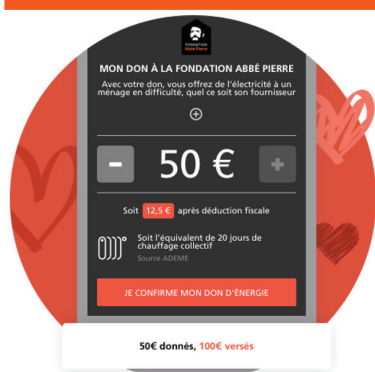 FONDATION
Abbé Pierre
MON DON À LA FONDATION ABBÉ PIERRE
Avec votre don, vous offrez de l'électricité à un
ménage en difficulté, quel ce soit son fournisseur
-
50 €
+
Soit 12,5 € après déduction fiscale
Soit l'équivalent de 20 jours de
chauffage collectif
Source ADEME
JE CONFIRME MON DON D'ÉNERGIE
50€ donnés, 100€ versés